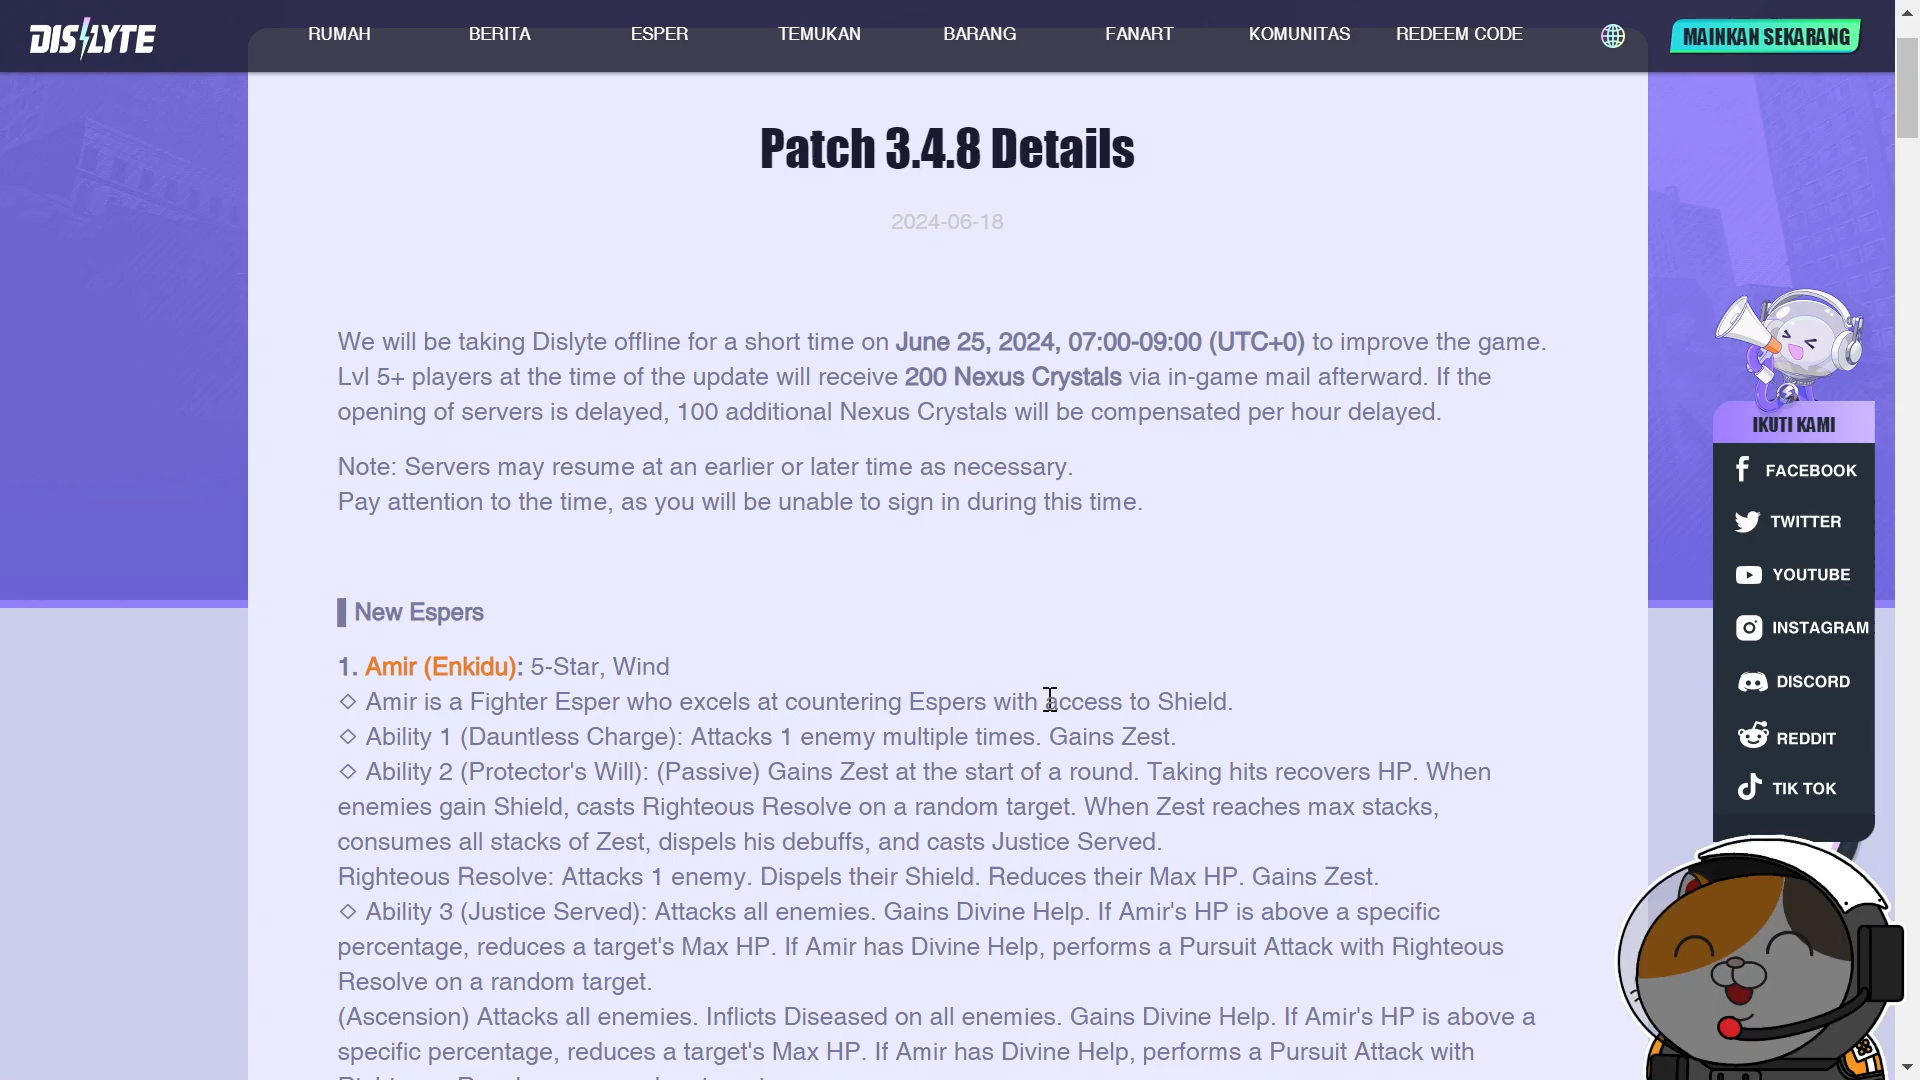 DISLYTE
RUMAH
BERITA
ESPER
TEMUKAN
BARANG
FANART
KOMUNITAS
REDEEM CODE
MAINKAN SEKARANG
Patch 3.4.8 Details
2024-06-18
We will be taking Dislyte offline for a short time on June 25, 2024, 07:00-09:00 (UTC+0) to improve the game.
Lvl 5+ players at the time of the update will receive 200 Nexus Crystals via in-game mail afterward. If the
opening of servers is delayed, 100 additional Nexus Crystals will be compensated per hour delayed.
Note: Servers may resume at an earlier or later time as necessary.
Pay attention to the time, as you will be unable to sign in during this time.
New Espers
1. Amir (Enkidu): 5-Star, Wind
◇ Amir is a Fighter Esper who excels at countering Espers with access to Shield.
◇ Ability 1 (Dauntless Charge): Attacks 1 enemy multiple times. Gains Zest.
◇ Ability 2 (Protector's Will): (Passive) Gains Zest at the start of a round. Taking hits recovers HP. When
enemies gain Shield, casts Righteous Resolve on a random target. When Zest reaches max stacks,
consumes all stacks of Zest, dispels his debuffs, and casts Justice Served.
Righteous Resolve: Attacks 1 enemy. Dispels their Shield. Reduces their Max HP. Gains Zest.
◇ Ability 3 (Justice Served): Attacks all enemies. Gains Divine Help. If Amir's HP is above a specific
percentage, reduces a target's Max HP. If Amir has Divine Help, performs a Pursuit Attack with Righteous
Resolve on a random target.
(Ascension) Attacks all enemies. Inflicts Diseased on all enemies. Gains Divine Help. If Amir's HP is above a
specific percentage, reduces a target's Max HP. If Amir has Divine Help, performs a Pursuit Attack with
IKUTI KAMI
FACEBOOK
TWITTER
YOUTUBE
INSTAGRAM
DISCORD
REDDIT
TIK TOK